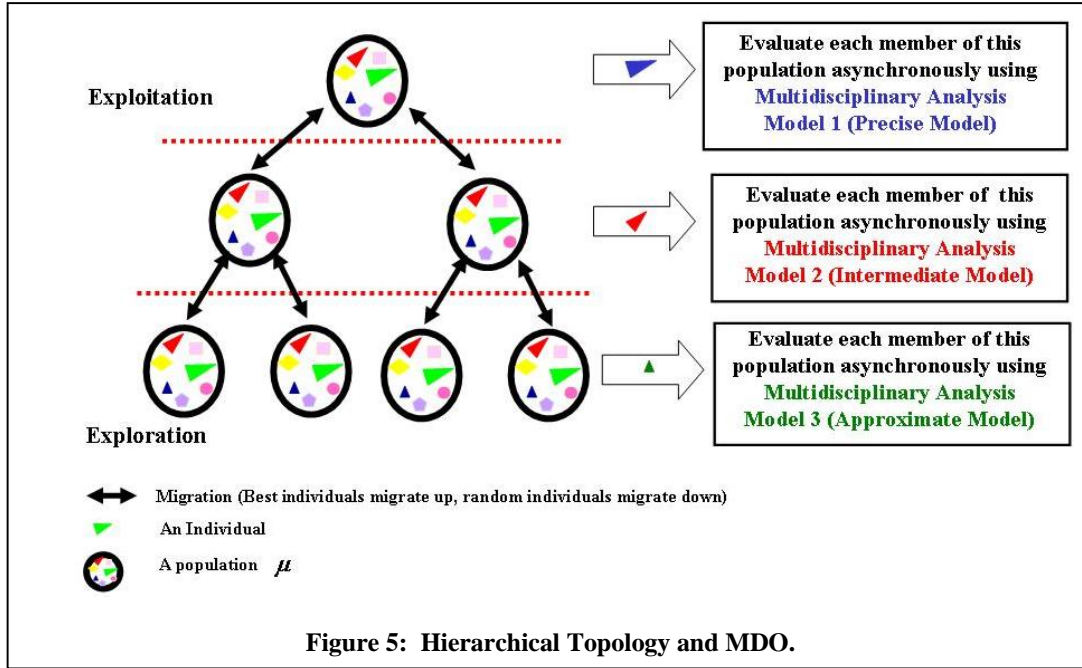 Exploitation
Evaluate each member of this
population asynchronously using
Multidisciplinary Analysis
Model 1 (Precise Model)
Evaluate each member of this
population asynchronously using
Multidisciplinary Analysis
Model 2 (Intermediate Model)
Evaluate each member of this
population asynchronously using
Multidisciplinary Analysis
Model 3 (Approximate Model)
Exploration
Migration (Best individuals migrate up, random individuals migrate down)
An Individual
A population μ
Figure 5: Hierarchical Topology and MDO.